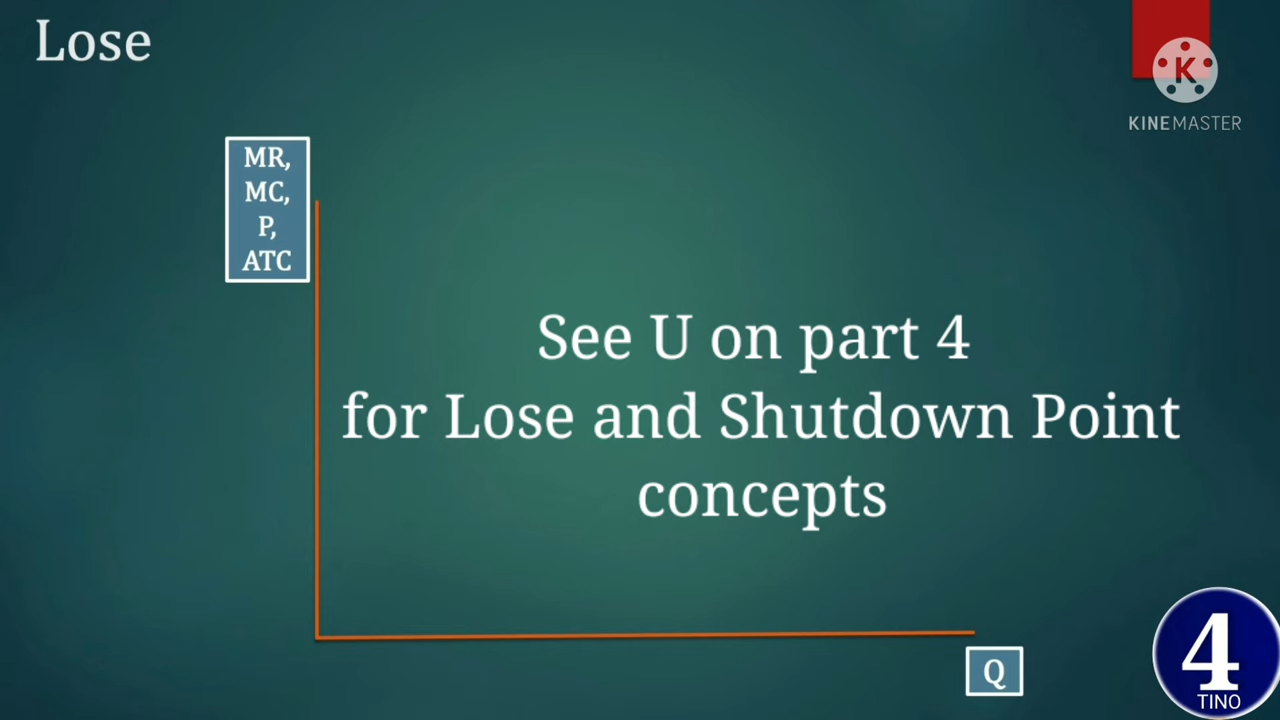 Lose
KINEMASTER
MR,
MC,
P,
ATC
See U on part 4
for Lose and Shutdown Point
concepts
Q
4
TINO